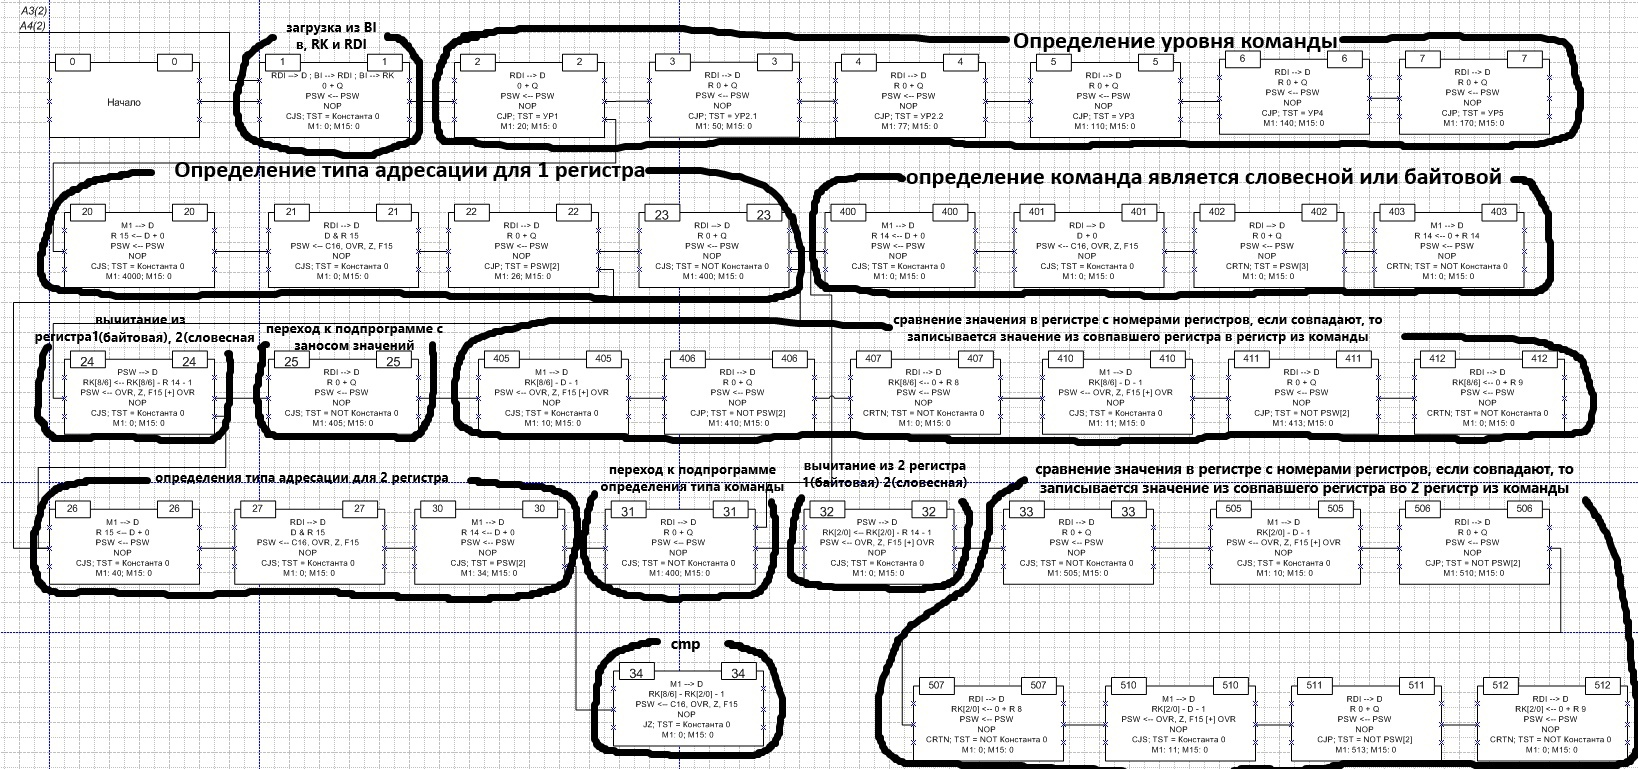 A3(2)
A4(2)
загрузка из BI
в, RK и RDI
Определение уровня команды
0 0
Начало
1 1
RDI --> D ; BI --> RDI ; BI --> RK
0 + Q
PSW <-- PSW
NOP
CJS; TST = Константа 0
M1: 0; M15: 0
2 2
RDI --> D
0 + Q
PSW <-- PSW
NOP
CJP; TST = УР1
M1: 20; M15: 0
3 3
RDI --> D
R 0 + Q
PSW <-- PSW
NOP
CJP; TST = УР2.1
M1: 50; M15: 0
4 4
RDI --> D
R 0 + Q
PSW <-- PSW
NOP
CJP; TST = УР2.2
M1: 77; M15: 0
5 5
RDI --> D
R 0 + Q
PSW <-- PSW
NOP
CJP; TST = УР3
M1: 110; M15: 0
6 6
RDI --> D
R 0 + Q
PSW <-- PSW
NOP
CJP; TST = УР4
M1: 140; M15: 0
7 7
RDI --> D
R 0 + Q
PSW <-- PSW
NOP
CJP; TST = УР5
M1: 170; M15: 0
Определение типа адресации для 1 регистра
определение команда является словесной или байтовой
20 20
M1 --> D
R 15 <-- D + 0
PSW <-- PSW
NOP
CJS; TST = Константа 0
M1: 4000; M15: 0
21 21
RDI --> D
D & R 15
PSW <-- C16, OVR, Z, F15
NOP
CJS; TST = Константа 0
M1: 0; M15: 0
22 22
RDI --> D
R 0 + Q
PSW <-- PSW
NOP
CJP; TST = PSW[2]
M1: 26; M15: 0
23 23
RDI --> D
R 0 + Q
PSW <-- PSW
NOP
CJS; TST = NOT Константа 0
M1: 400; M15: 0
400 400
M1 --> D
R 14 <-- D + 0
PSW <-- PSW
NOP
CJS; TST = Константа 0
M1: 0; M15: 0
401 401
RDI --> D
D + 0
PSW <-- C16, OVR, Z, F15
NOP
CJS; TST = Константа 0
M1: 0; M15: 0
402 402
RDI --> D
R 0 + Q
PSW <-- PSW
NOP
CRTN; TST = PSW[3]
M1: 0; M15: 0
403 403
M1 --> D
R 14 <-- 0 + R 14
PSW <-- PSW
NOP
CRTN; TST = NOT Константа 0
M1: 0; M15: 0
вычитание из
регистра1(байтовая), 2(словесная
переход к подпрограмме с
заносом значений
сравнение значения в регистре с номерами регистров, если совпадают, то
записывается значение из совпавшего регистра в регистр из команды
24 24
PSW --> D
RK[8/6] <-- RK[8/6] - R 14 - 1
PSW <-- OVR, Z, F15 [+] OVR
NOP
CJS; TST = Константа 0
M1: 0; M15: 0
25 25
RDI --> D
R 0 + Q
PSW <-- PSW
NOP
CJS; TST = NOT Константа 0
M1: 405; M15: 0
405 405
M1 --> D
RK[8/6] - D - 1
PSW <-- OVR, Z, F15 [+] OVR
NOP
CJS; TST = Константа 0
M1: 10; M15: 0
406 406
RDI --> D
R 0 + Q
PSW <-- PSW
NOP
CJP; TST = NOT PSW[2]
M1: 410; M15: 0
407 407
RDI --> D
RK[8/6] <-- 0 + R 8
PSW <-- PSW
NOP
CRTN; TST = NOT Константа 0
M1: 0; M15: 0
410 410
M1 --> D
RK[8/6] - D - 1
PSW <-- OVR, Z, F15 [+] OVR
NOP
CJS; TST = Константа 0
M1: 11; M15: 0
411 411
RDI --> D
R 0 + Q
PSW <-- PSW
NOP
CJP; TST = NOT PSW[2]
M1: 413; M15: 0
412 412
RDI --> D
RK[8/6] <-- 0 + R 9
PSW <-- PSW
NOP
CRTN; TST = NOT Константа 0
M1: 0; M15: 0
определения типа адресации для 2 регистра
переход к подпрограмме
определения типа команды
вычитание из 2 регистра
1(байтовая) 2(словесная)
сравнение значения в регистре с номерами регистров, если совпадают, то
записывается значение из совпавшего регистра во 2 регистр из команды
26 26
M1 --> D
R 15 <-- D + 0
PSW <-- PSW
NOP
CJS; TST = Константа 0
M1: 40; M15: 0
27 27
RDI --> D
D & R 15
PSW <-- C16, OVR, Z, F15
NOP
CJS; TST = Константа 0
M1: 0; M15: 0
30 30
M1 --> D
R 14 <-- D + 0
PSW <-- PSW
NOP
CJS; TST = PSW[2]
M1: 34; M15: 0
31 31
RDI --> D
R 0 + Q
PSW <-- PSW
NOP
CJS; TST = NOT Константа 0
M1: 400; M15: 0
32 32
PSW --> D
RK[2/0] <-- RK[2/0] - R 14 - 1
PSW <-- OVR, Z, F15 [+] OVR
NOP
CJS; TST = Константа 0
M1: 0; M15: 0
33 33
RDI --> D
R 0 + Q
PSW <-- PSW
NOP
CJS; TST = NOT Константа 0
M1: 505; M15: 0
505 505
M1 --> D
RK[2/0] - D - 1
PSW <-- OVR, Z, F15 [+] OVR
NOP
CJS; TST = Константа 0
M1: 10; M15: 0
506 506
RDI --> D
R 0 + Q
PSW <-- PSW
NOP
CJP; TST = NOT PSW[2]
M1: 510; M15: 0
cmp
34 34
M1 --> D
RK[8/6] - RK[2/0] - 1
PSW <-- C16, OVR, Z, F15
NOP
JZ; TST = Константа 0
M1: 0; M15: 0
507 507
RDI --> D
RK[2/0] <-- 0 + R 8
PSW <-- PSW
NOP
CRTN; TST = NOT Константа 0
M1: 0; M15: 0
510 510
M1 --> D
RK[2/0] - D - 1
PSW <-- OVR, Z, F15 [+] OVR
NOP
CJS; TST = Константа 0
M1: 11; M15: 0
511 511
RDI --> D
R 0 + Q
PSW <-- PSW
NOP
CJP; TST = NOT PSW[2]
M1: 513; M15: 0
512 512
RDI --> D
RK[2/0] <-- 0 + R 9
PSW <-- PSW
NOP
CRTN; TST = NOT Константа 0
M1: 0; M15: 0